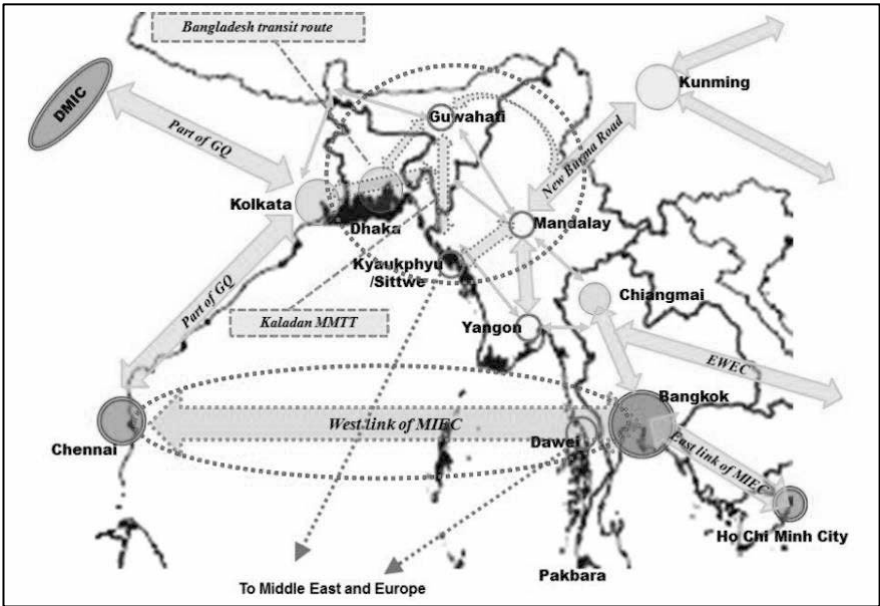 Bangladesh transit route
DMIC
Part of GQ
Guwahati
Kunming
New Burma Road
Kolkata
Dhaka
Mandalay
Kyaukphyu
/Sittwe
Part of GQ
Kaladan MMTT
Yangon
Chiangmai
EWEC
Bangkok
West link of MIEC
Chennai
Dawei
East link of MIEC
Ho Chi Minh City
Pakbara
To Middle East and Europe